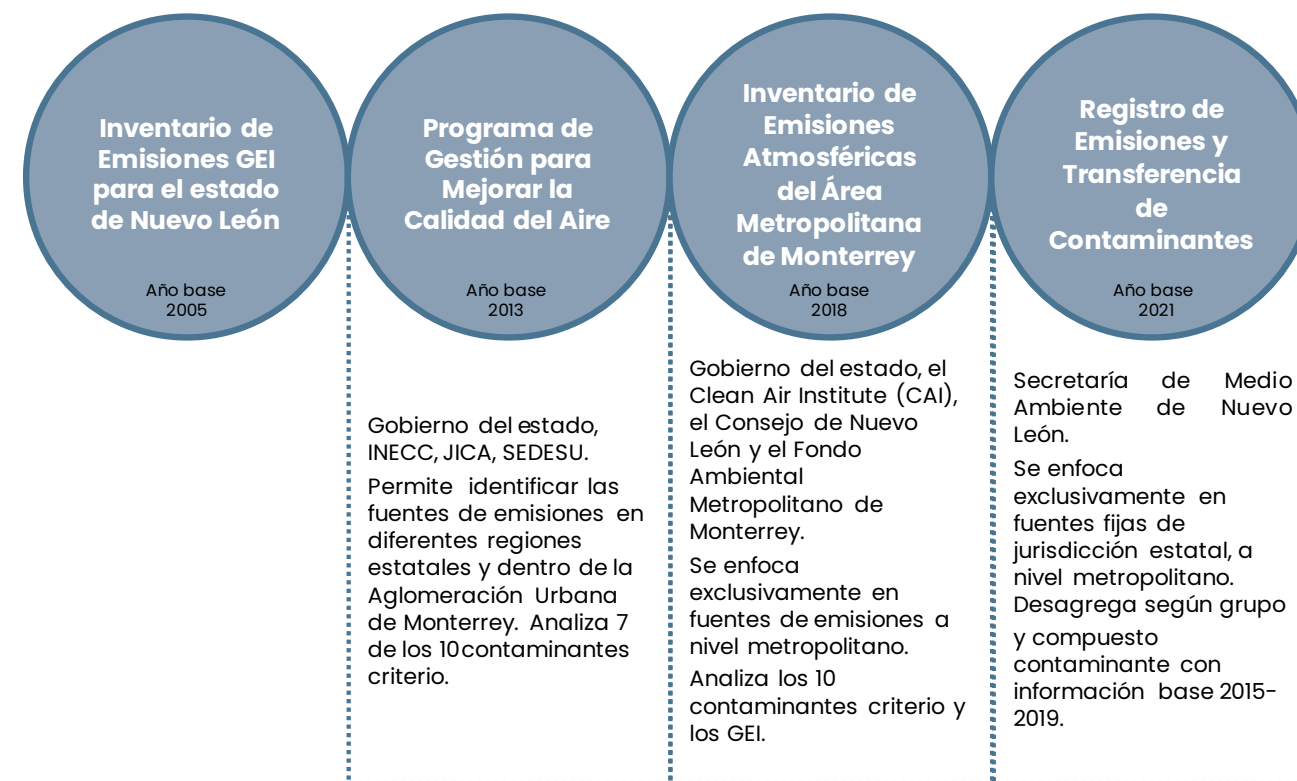 Inventario de
Emisiones GEI
para el estado
de Nuevo León
Año base
2005
Programa de
Gestión para
Mejorar la
Calidad del Aire
Año base
2013
Gobierno del estado,
INECC, JICA, SEDESU.
Permite identificar las
fuentes de emisiones en
diferentes regiones
estatales y dentro de la
Aglomeración Urbana
de Monterrey. Analiza 7
de los 10 contaminantes
criterio.
Inventario de
Emisiones
Atmosféricas
del Área
Metropolitana
de Monterrey
Año base
2018
Gobierno del estado, el
Clean Air Institute (CAI),
el Consejo de Nuevo
León y el Fondo
Ambiental
Metropolitano de
Monterrey.
Se enfoca
exclusivamente en
fuentes de emisiones a
nivel metropolitano.
Analiza los 10
contaminantes criterio y
los GEI.
Registro de
Emisiones y
Transferencia
de
Contaminantes
Año base
2021
Secretaría de Medio
Ambiente de Nuevo
León.
Se enfoca
exclusivamente en
fuentes fijas de
jurisdicción estatal, a
nivel metropolitano.
Desagrega según grupo
y compuesto
contaminante con
información base 2015-
2019.